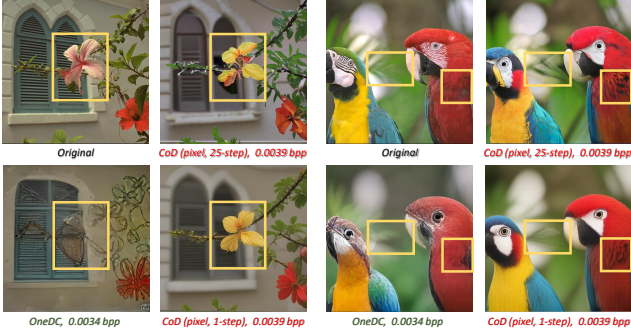 Original
CoD (pixel, 25-step), 0.0039 bpp
Original
CoD (pixel, 25-step), 0.0039 bpp
OneDC, 0.0034 bpp
CoD (pixel, 1-step), 0.0039 bpp
OneDC, 0.0034 bpp
CoD (pixel, 1-step), 0.0039 bpp